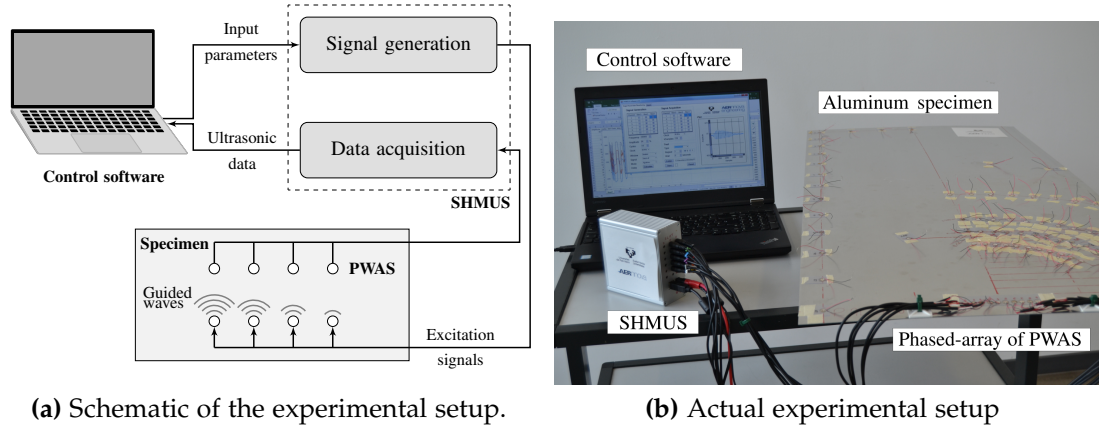 Input
parameters
Signal generation
Ultrasonic
data
Data acquisition
Control software
SHMUS
Specimen
PWAS
Guided
waves
Excitation
signals
(a) Schematic of the experimental setup.
Control software
Aluminum specimen
SHMUS
Phased-array of PWAS
(b) Actual experimental setup